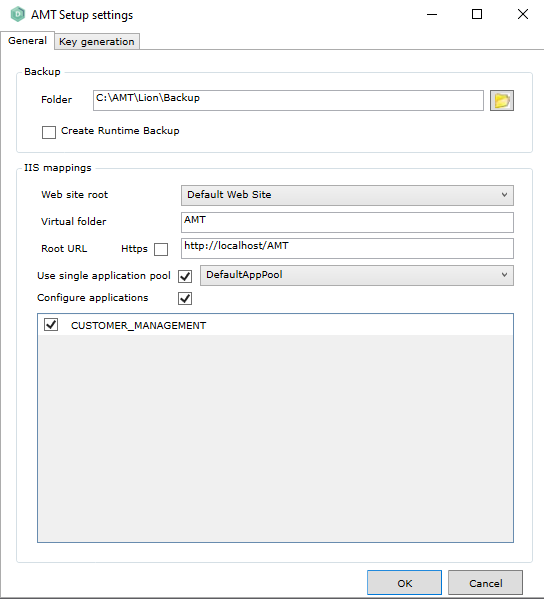 AMT Setup settings
General
Key generation
Backup
Folder
C:\AMT\Lion\Backup
Create Runtime Backup
IIS mappings
Web site root
Default Web Site
Virtual folder
AMT
Root URL
Https
http://localhost/AMT
Use single application pool
DefaultAppPool
Configure applications
CUSTOMER_MANAGEMENT
OK
Cancel